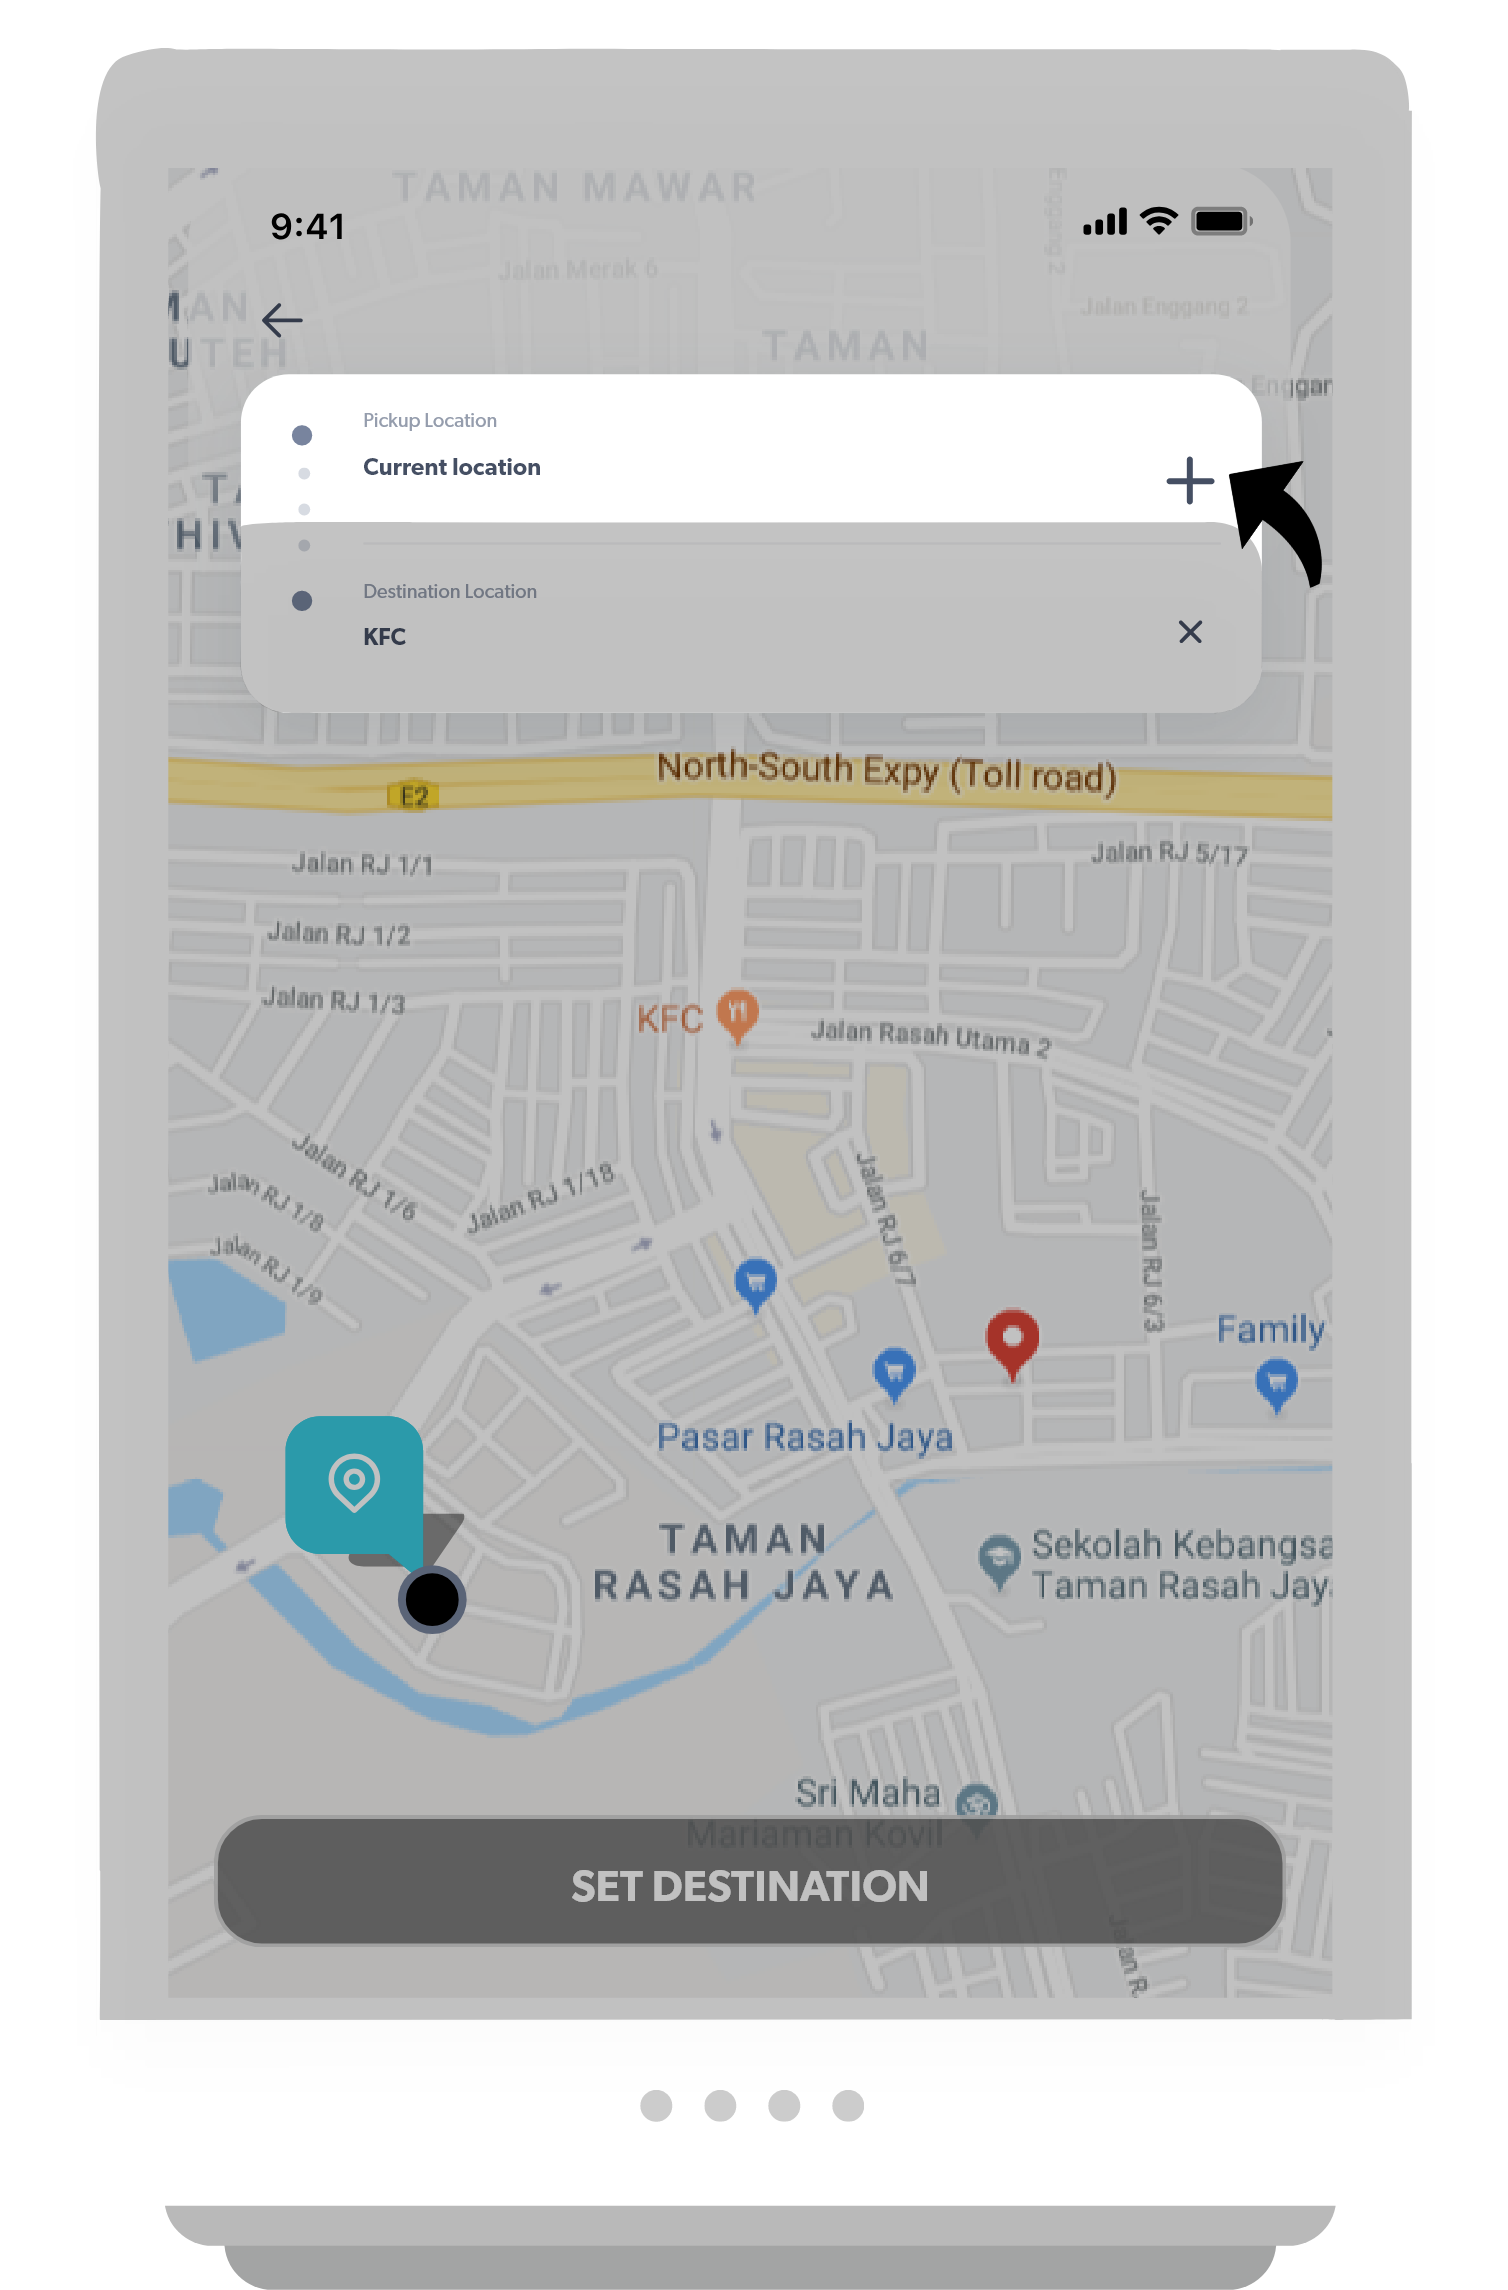 TAMAN MAWAR
Enggang 2
9:41
Jalan Merak 6
Jalan Enggang 2
TAMAN
UTEH
Pickup Location
Current location
Destination Location
KFC
North-South Expy (Toll road)
E2
Jalan RJ 1/1
Jalan RJ 5/17
Jalan RJ 1/2
Jalan RJ 1/3
KFC
Jalan Rasah Utama 2
Jalan RJ 1/6
Jalan RJ 1/18
Jalan RJ 1/8
Jalan RJ 6/7
Jalan RJ 6/3
Jalan RJ 1/9
Family
Pasar Rasah Jaya
TAMAN
RASAH JAYA
Sekolah Kebangsa
Taman Rasah Jay
Sri Maha
Mariaman Kovil
SET DESTINATION
Jalan R